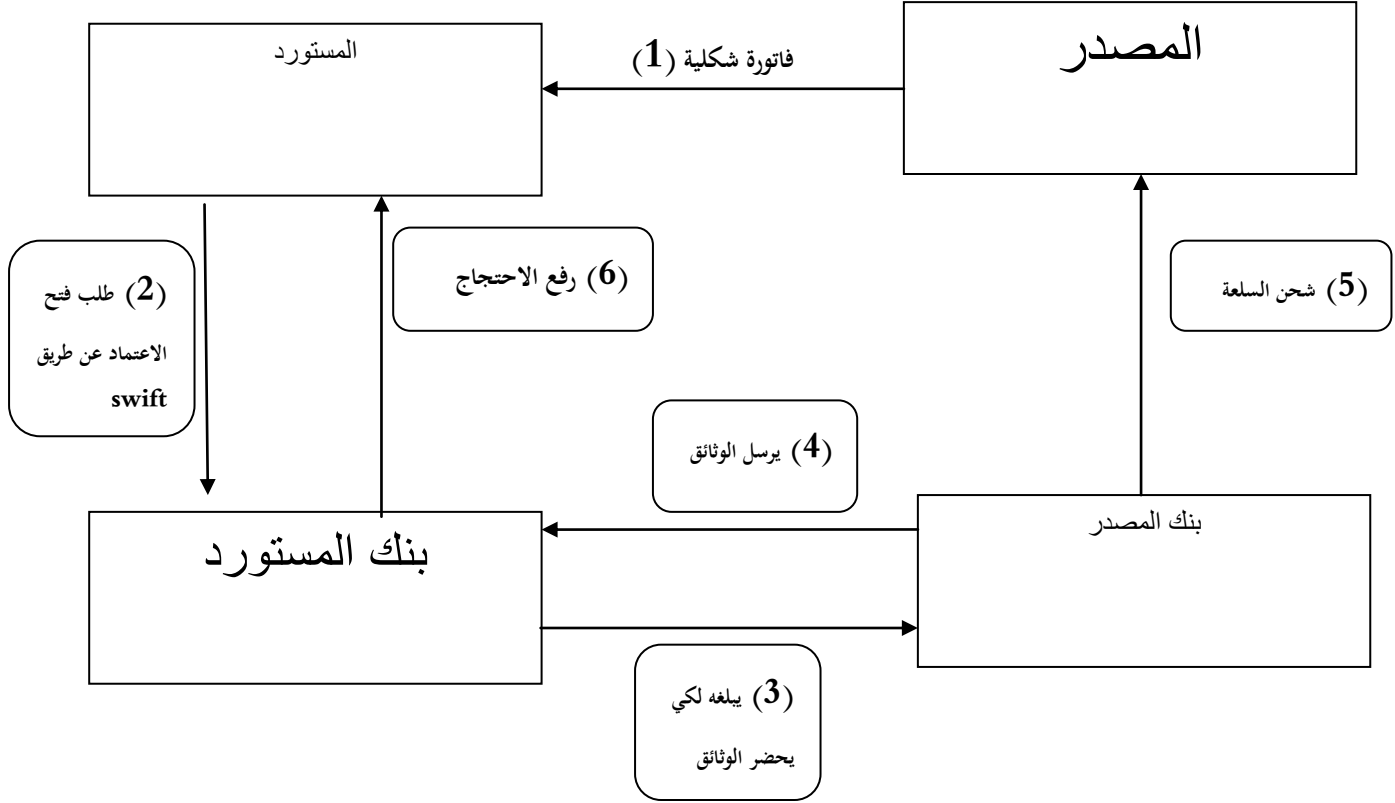 المصدر
المستورد
فاتورة شكلية (1)
(2) طلب فتح
الاعتماد عن طريق
swift
(6) رفع الاحتجاج
(5) شحن السلعة
(4) يرسل الوثائق
بنك المصدر
بنك المستورد
(3) يبلغه لكي
يحضر الوثائق